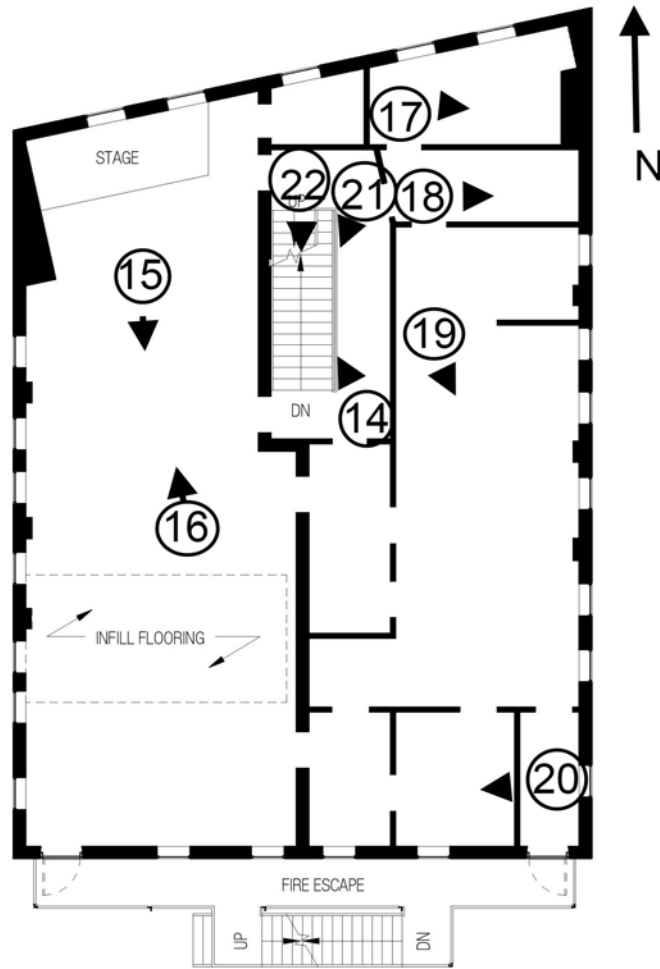 N
STAGE
17
22
21
18
UP
15
19
14
DN
16
INFILL FLOORING
20
FIRE ESCAPE
UP
DN